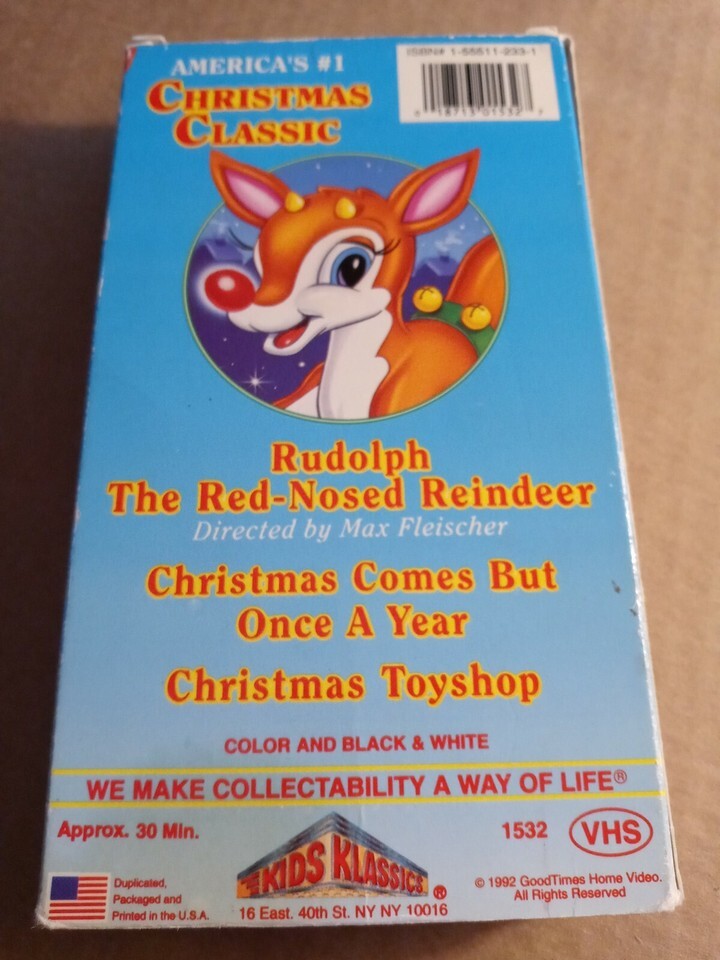 AMERICA'S #1
CHRISTMAS
CLASSIC
ISBN# 1-55511-233-1
18713 01532 7
Rudolph
The Red-Nosed Reindeer
Directed by Max Fleischer
Christmas Comes But
Once A Year
Christmas Toyshop
COLOR AND BLACK & WHITE
WE MAKE COLLECTABILITY A WAY OF LIFE®
Approx. 30 Min.
1532 VHS
Duplicated,
Packaged and
Printed in the U.S.A.
KIDS KLASSICS ®
16 East. 40th St. NY NY 10016
© 1992 GoodTimes Home Video.
All Rights Reserved